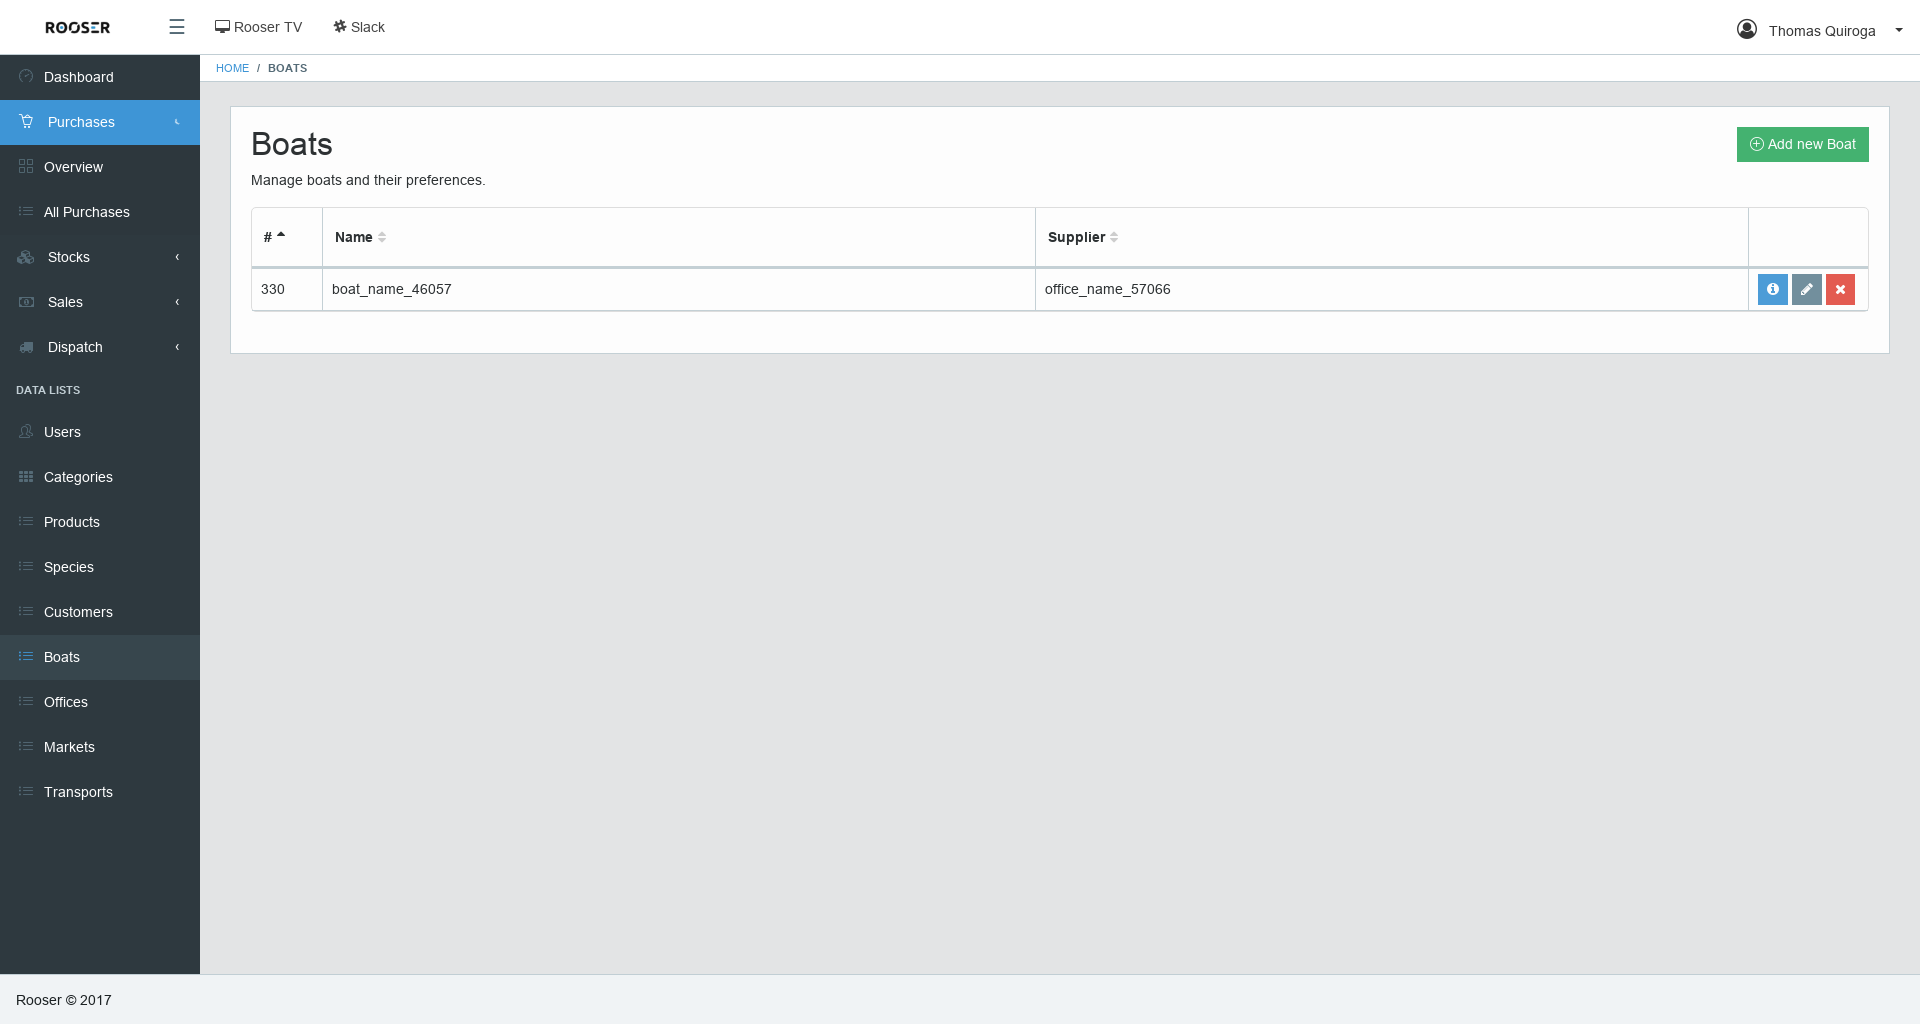 ROOSER
Rooser TV
Slack
Thomas Quiroga
HOME / BOATS
Dashboard
Purchases
Overview
All Purchases
Stocks
Sales
Dispatch
DATA LISTS
Users
Categories
Products
Species
Customers
Boats
Offices
Markets
Transports
Boats
Add new Boat
Manage boats and their preferences.
# Name Supplier
330 boat_name_46057 office_name_57066
Rooser © 2017